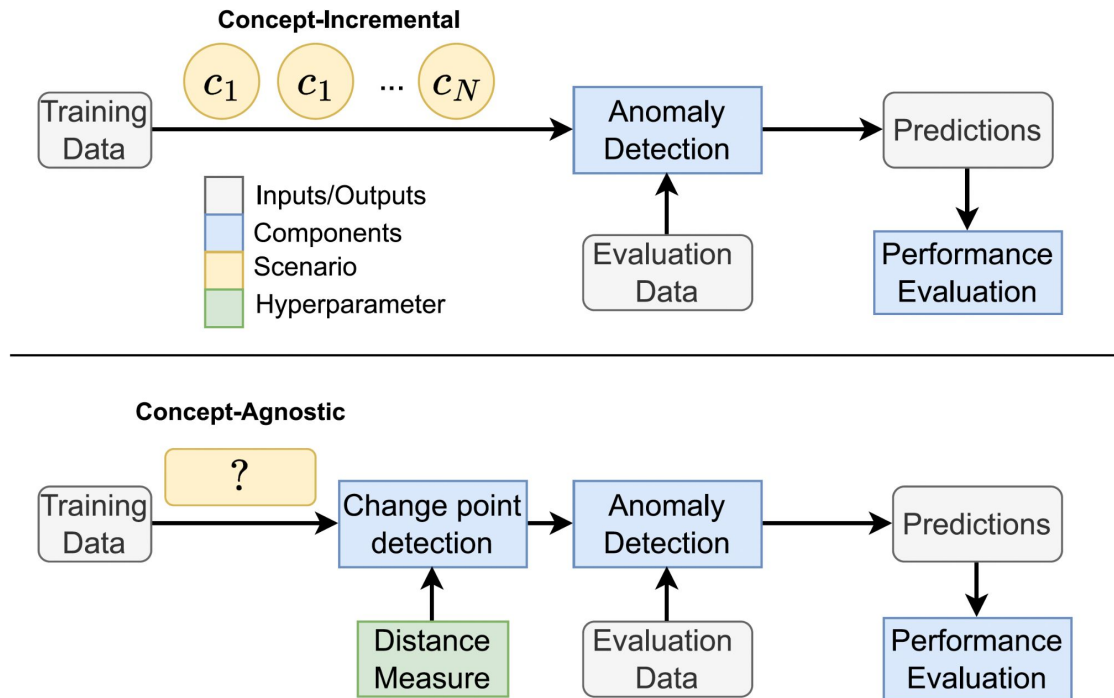 Concept-Incremental
Training
Data
c1
c1
...
cN
Anomaly
Detection
Predictions
Inputs/Outputs
Components
Scenario
Hyperparameter
Evaluation
Data
Performance
Evaluation
Concept-Agnostic
Training
Data
?
Change point
detection
Anomaly
Detection
Predictions
Distance
Measure
Evaluation
Data
Performance
Evaluation